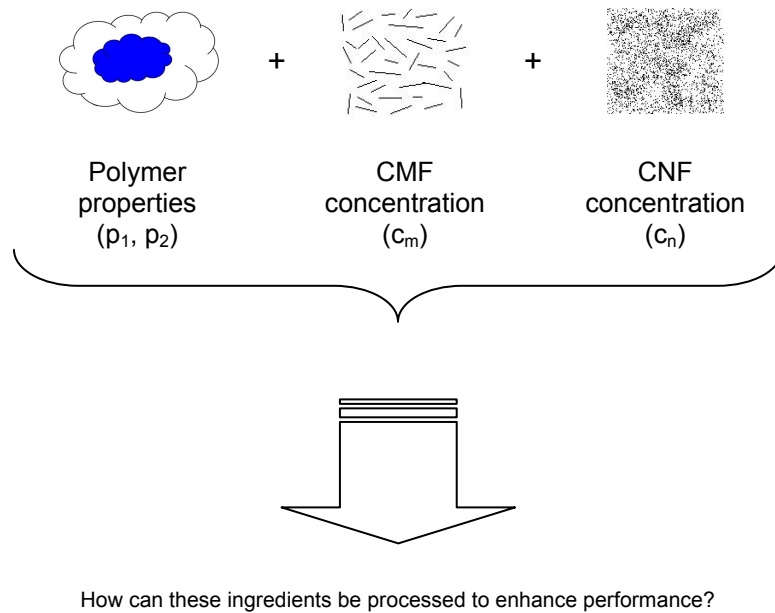 + +
Polymer properties (p₁, p₂)
CMF concentration (cₘ)
CNF concentration (cₙ)
How can these ingredients be processed to enhance performance?